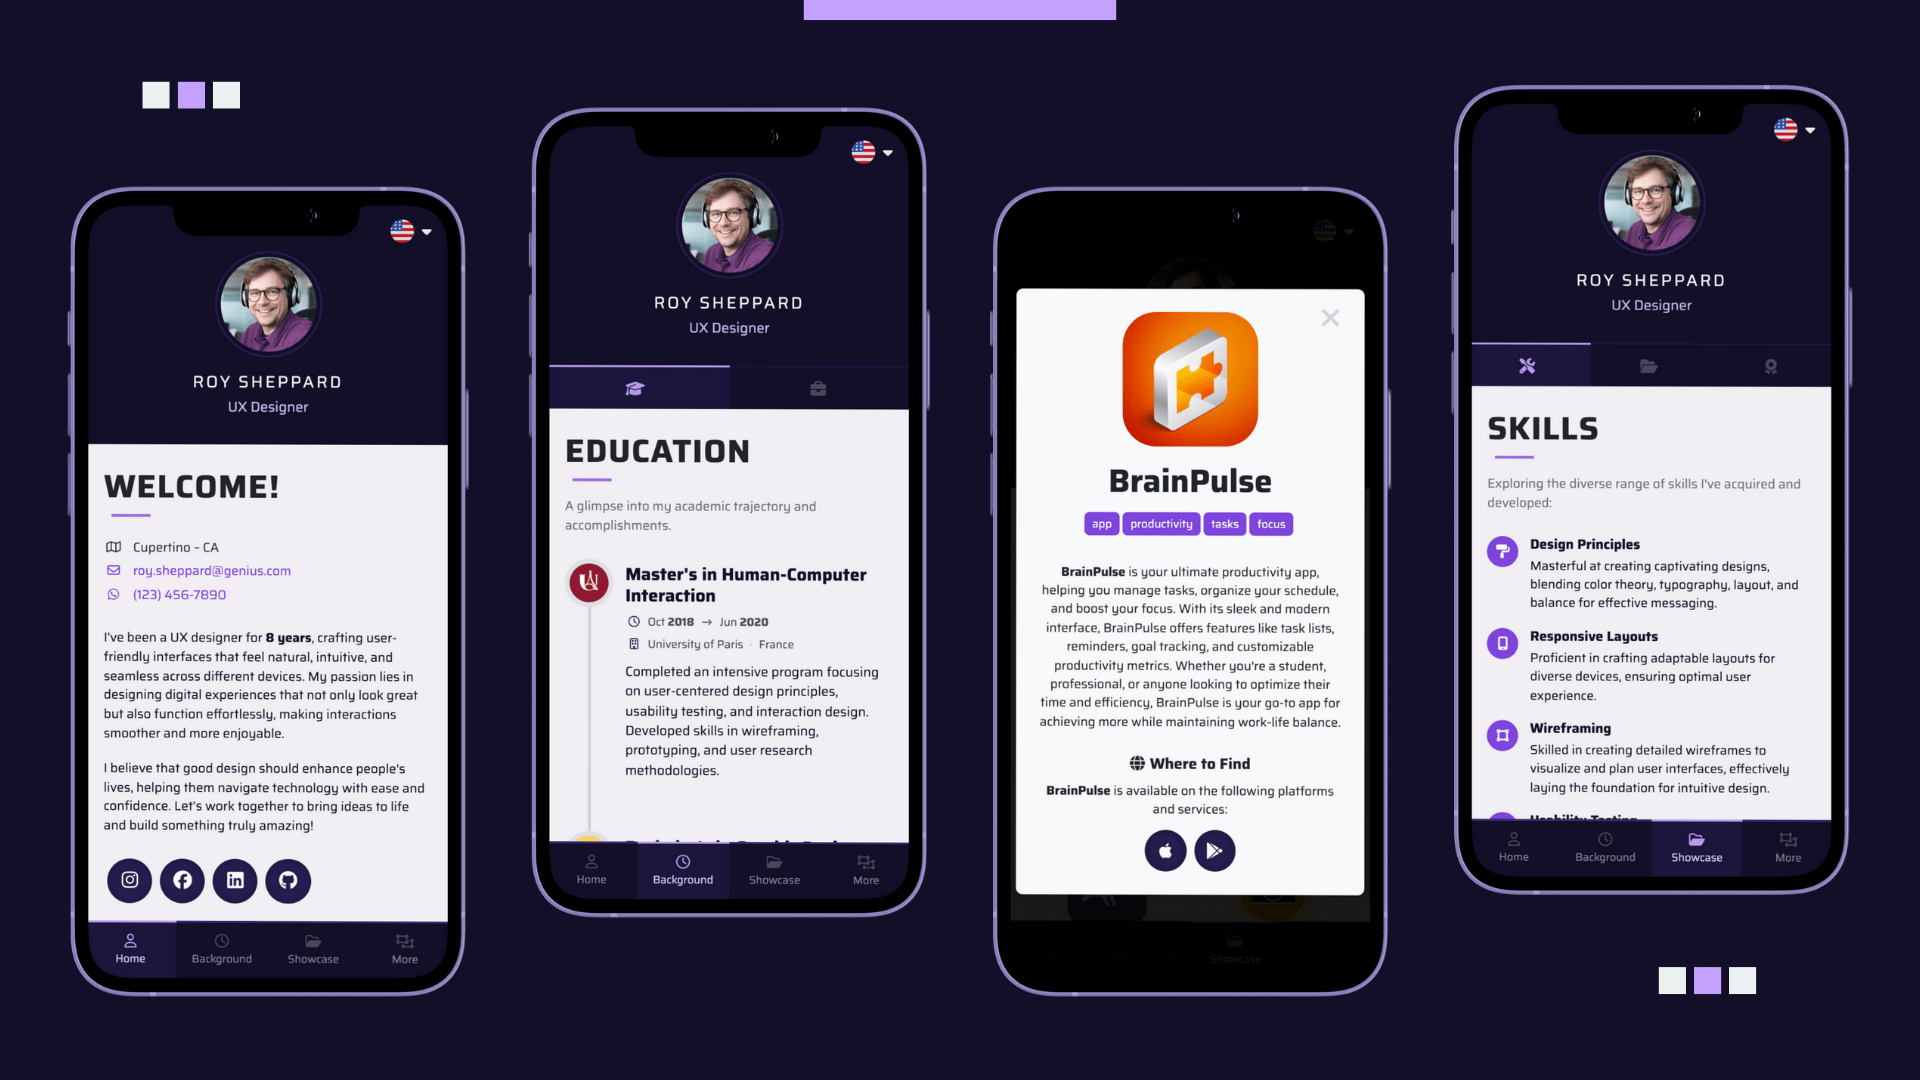 ROY SHEPPARD
UX Designer
WELCOME!
Cupertino - CA
roy.sheppard@genius.com
(123) 456-7890
I've been a UX designer for 8 years, crafting user-
friendly interfaces that feel natural, intuitive, and
seamless across different devices. My passion lies in
designing digital experiences that not only look great
but also function effortlessly, making interactions
smoother and more enjoyable.
I believe that good design should enhance people's
lives, helping them navigate technology with ease and
confidence. Let's work together to bring ideas to life
and build something truly amazing!
Home
Background
Showcase
More
ROY SHEPPARD
UX Designer
EDUCATION
A glimpse into my academic trajectory and
accomplishments.
Master's in Human-Computer
Interaction
Oct 2018 → Jun 2020
University of Paris · France
Completed an intensive program focusing
on user-centered design principles,
usability testing, and interaction design.
Developed skills in wireframing,
prototyping, and user research
methodologies.
Home
Background
Showcase
More
BrainPulse
app
productivity
tasks
focus
BrainPulse is your ultimate productivity app,
helping you manage tasks, organize your schedule,
and boost your focus. With its sleek and modern
interface, BrainPulse offers features like task lists,
reminders, goal tracking, and customizable
productivity metrics. Whether you're a student,
professional, or anyone looking to optimize their
time and efficiency, BrainPulse is your go-to app for
achieving more while maintaining work-life balance.
Where to Find
BrainPulse is available on the following platforms
and services:
Showcase
ROY SHEPPARD
UX Designer
SKILLS
Exploring the diverse range of skills I've acquired and
developed:
Design Principles
Masterful at creating captivating designs,
blending color theory, typography, layout, and
balance for effective messaging.
Responsive Layouts
Proficient in crafting adaptable layouts for
diverse devices, ensuring optimal user
experience.
Wireframing
Skilled in creating detailed wireframes to
visualize and plan user interfaces, effectively
laying the foundation for intuitive design.
Usability Testing
Home
Background
Showcase
More